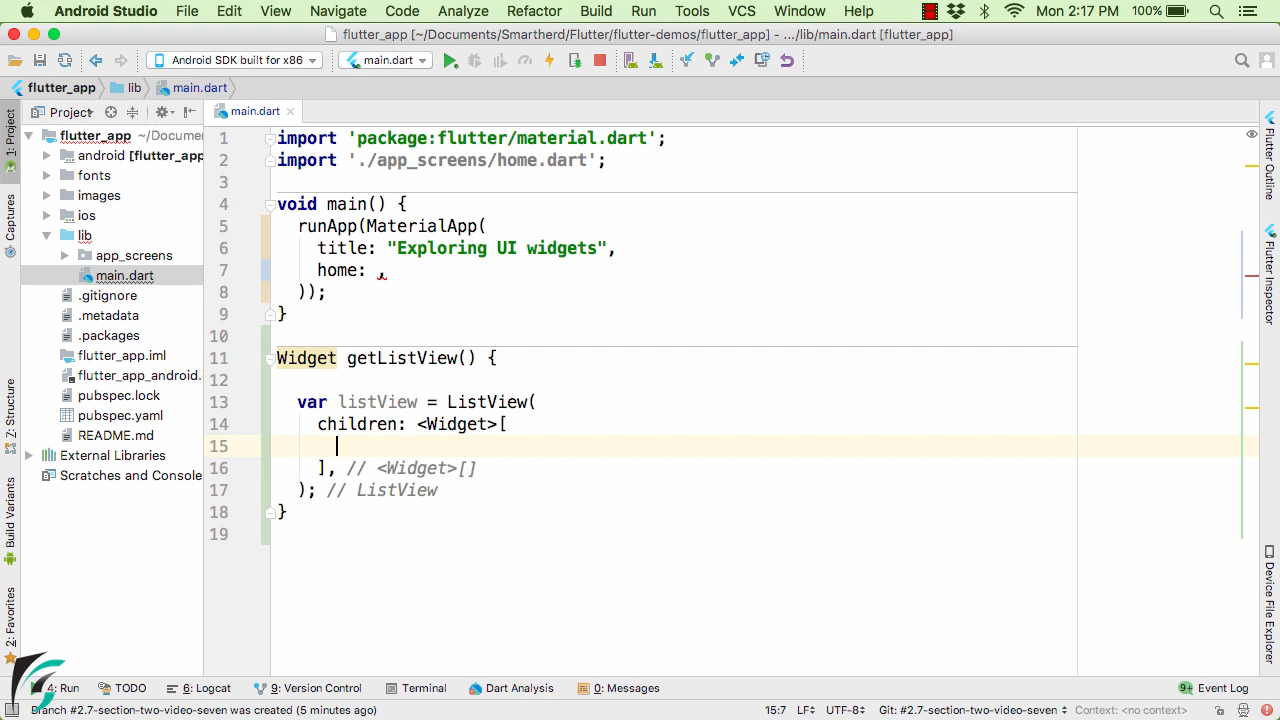 Android Studio File Edit View Navigate Code Analyze Refactor Build Run Tools VCS Window Help Mon 2:17 PM 100%
flutter_app [~/Documents/Smartherd/Flutter/flutter-demos/flutter_app] - .../lib/main.dart [flutter_app]
Android SDK built for x86 main.dart
flutter_app lib main.dart
Project main.dart
1: Project
Captures
7: Structure
Build Variants
2: Favorites
flutter_app ~/Documen
android [flutter_app
fonts
images
ios
lib
app_screens
main.dart
.gitignore
.metadata
.packages
flutter_app.iml
flutter_app_android.
pubspec.lock
pubspec.yaml
README.md
External Libraries
Scratches and Console
1 import 'package:flutter/material.dart';
2 import './app_screens/home.dart';
3
4 void main() {
5 runApp(MaterialApp(
6 title: "Exploring UI widgets",
7 home: ,
8 ));
9 }
10
11 Widget getListView() {
12
13 var listView = ListView(
14 children: <Widget>[
15
16 ], // <Widget>[]
17 ); // ListView
18 }
19
Flutter Outline
Flutter Inspector
Device File Explorer
4: Run TODO 6: Logcat 9: Version Control Terminal Dart Analysis 0: Messages 9+ Event Log
Branch #2.7-section-two-video-seven was created (5 minutes ago) 15:7 LF UTF-8 Git: #2.7-section-two-video-seven Context: <no context>